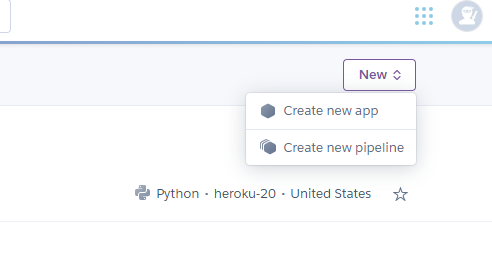 New
Create new app
Create new pipeline
Python · heroku-20 · United States